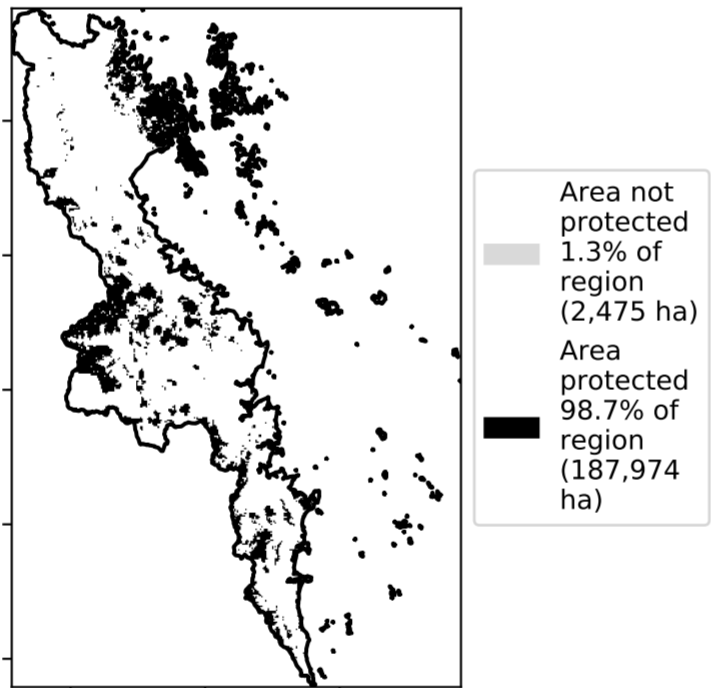 Area not
protected
1.3% of
region
(2,475 ha)
Area
protected
98.7% of
region
(187,974
ha)